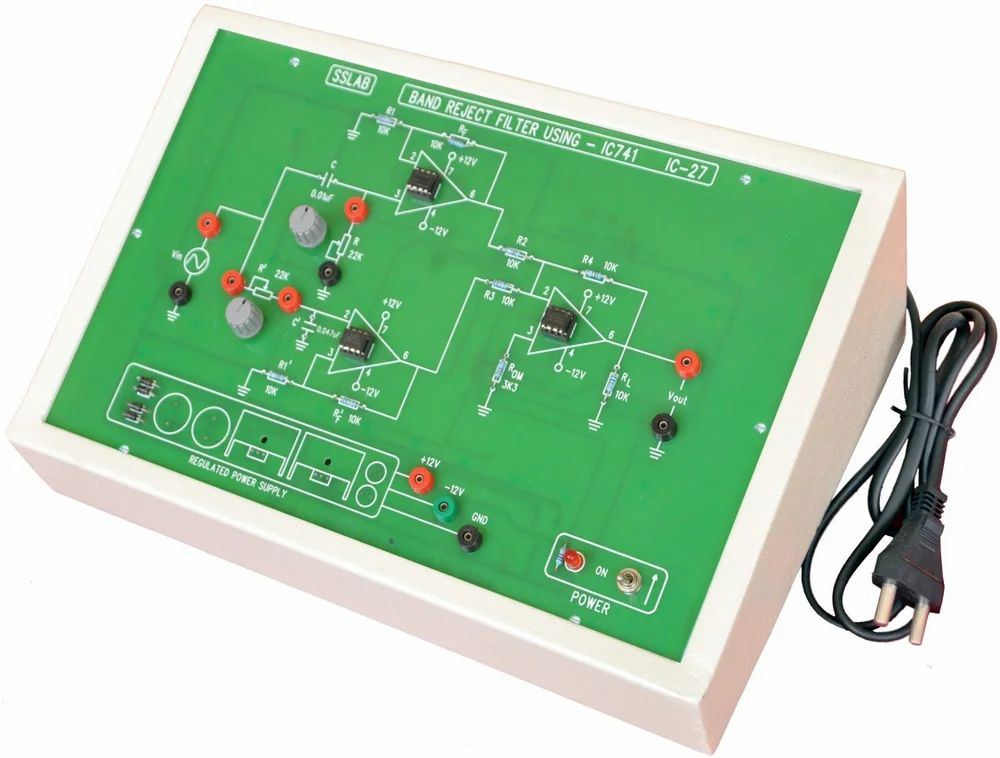 SSLAB
BAND REJECT FILTER USING - IC741 IC-27
R1
10K
RF
10K
+12V
2
7
3
6
4
-12V
C
0.01uF
R
22K
Vin
R' 22K
C'
0.047uF
+12V
2
7
3
6
4
-12V
R1'
10K
R'F 10K
R2
10K
R4 10K
R3 10K
+12V
2
7
3
6
4
-12V
ROM
3K3
RL
10K
Vout
REGULATED POWER SUPPLY
+12V
-12V
GND
ON
POWER